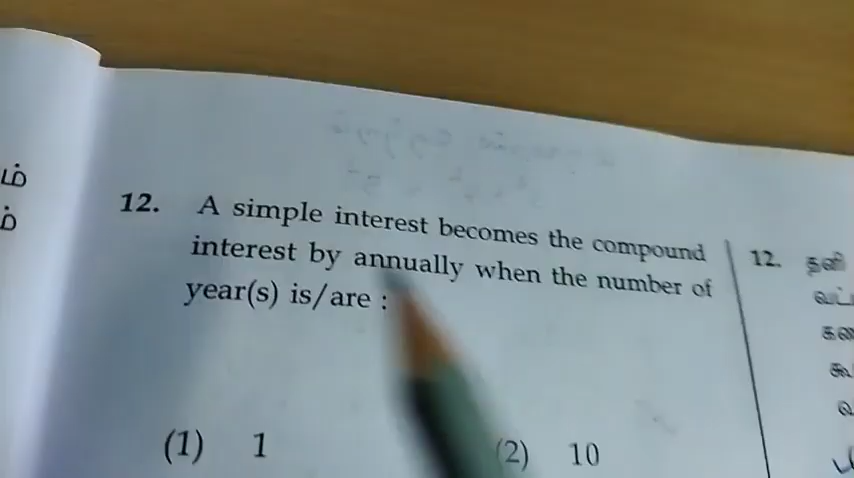 12. A simple interest becomes the compound
interest by annually when the number of
year(s) is/are :
(1) 1 (2) 10
ம்
ம்
12. தனி